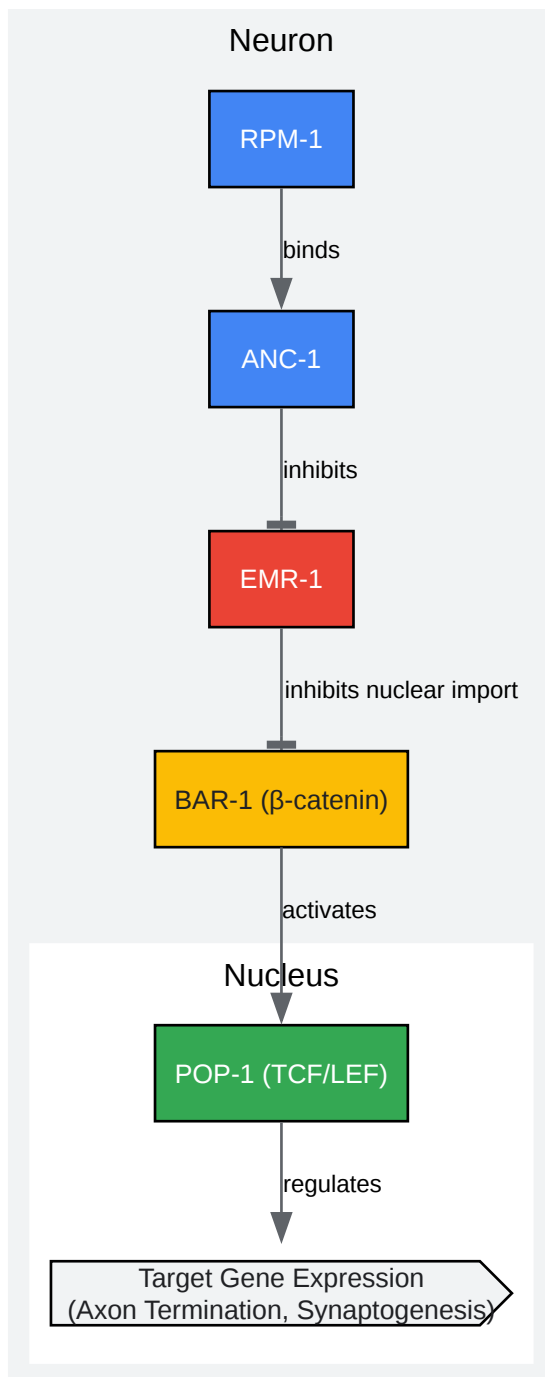 Neuron
RPM-1
binds
ANC-1
inhibits
EMR-1
inhibits nuclear import
BAR-1 (β-catenin)
activates
Nucleus
POP-1 (TCF/LEF)
regulates
Target Gene Expression
(Axon Termination, Synaptogenesis)